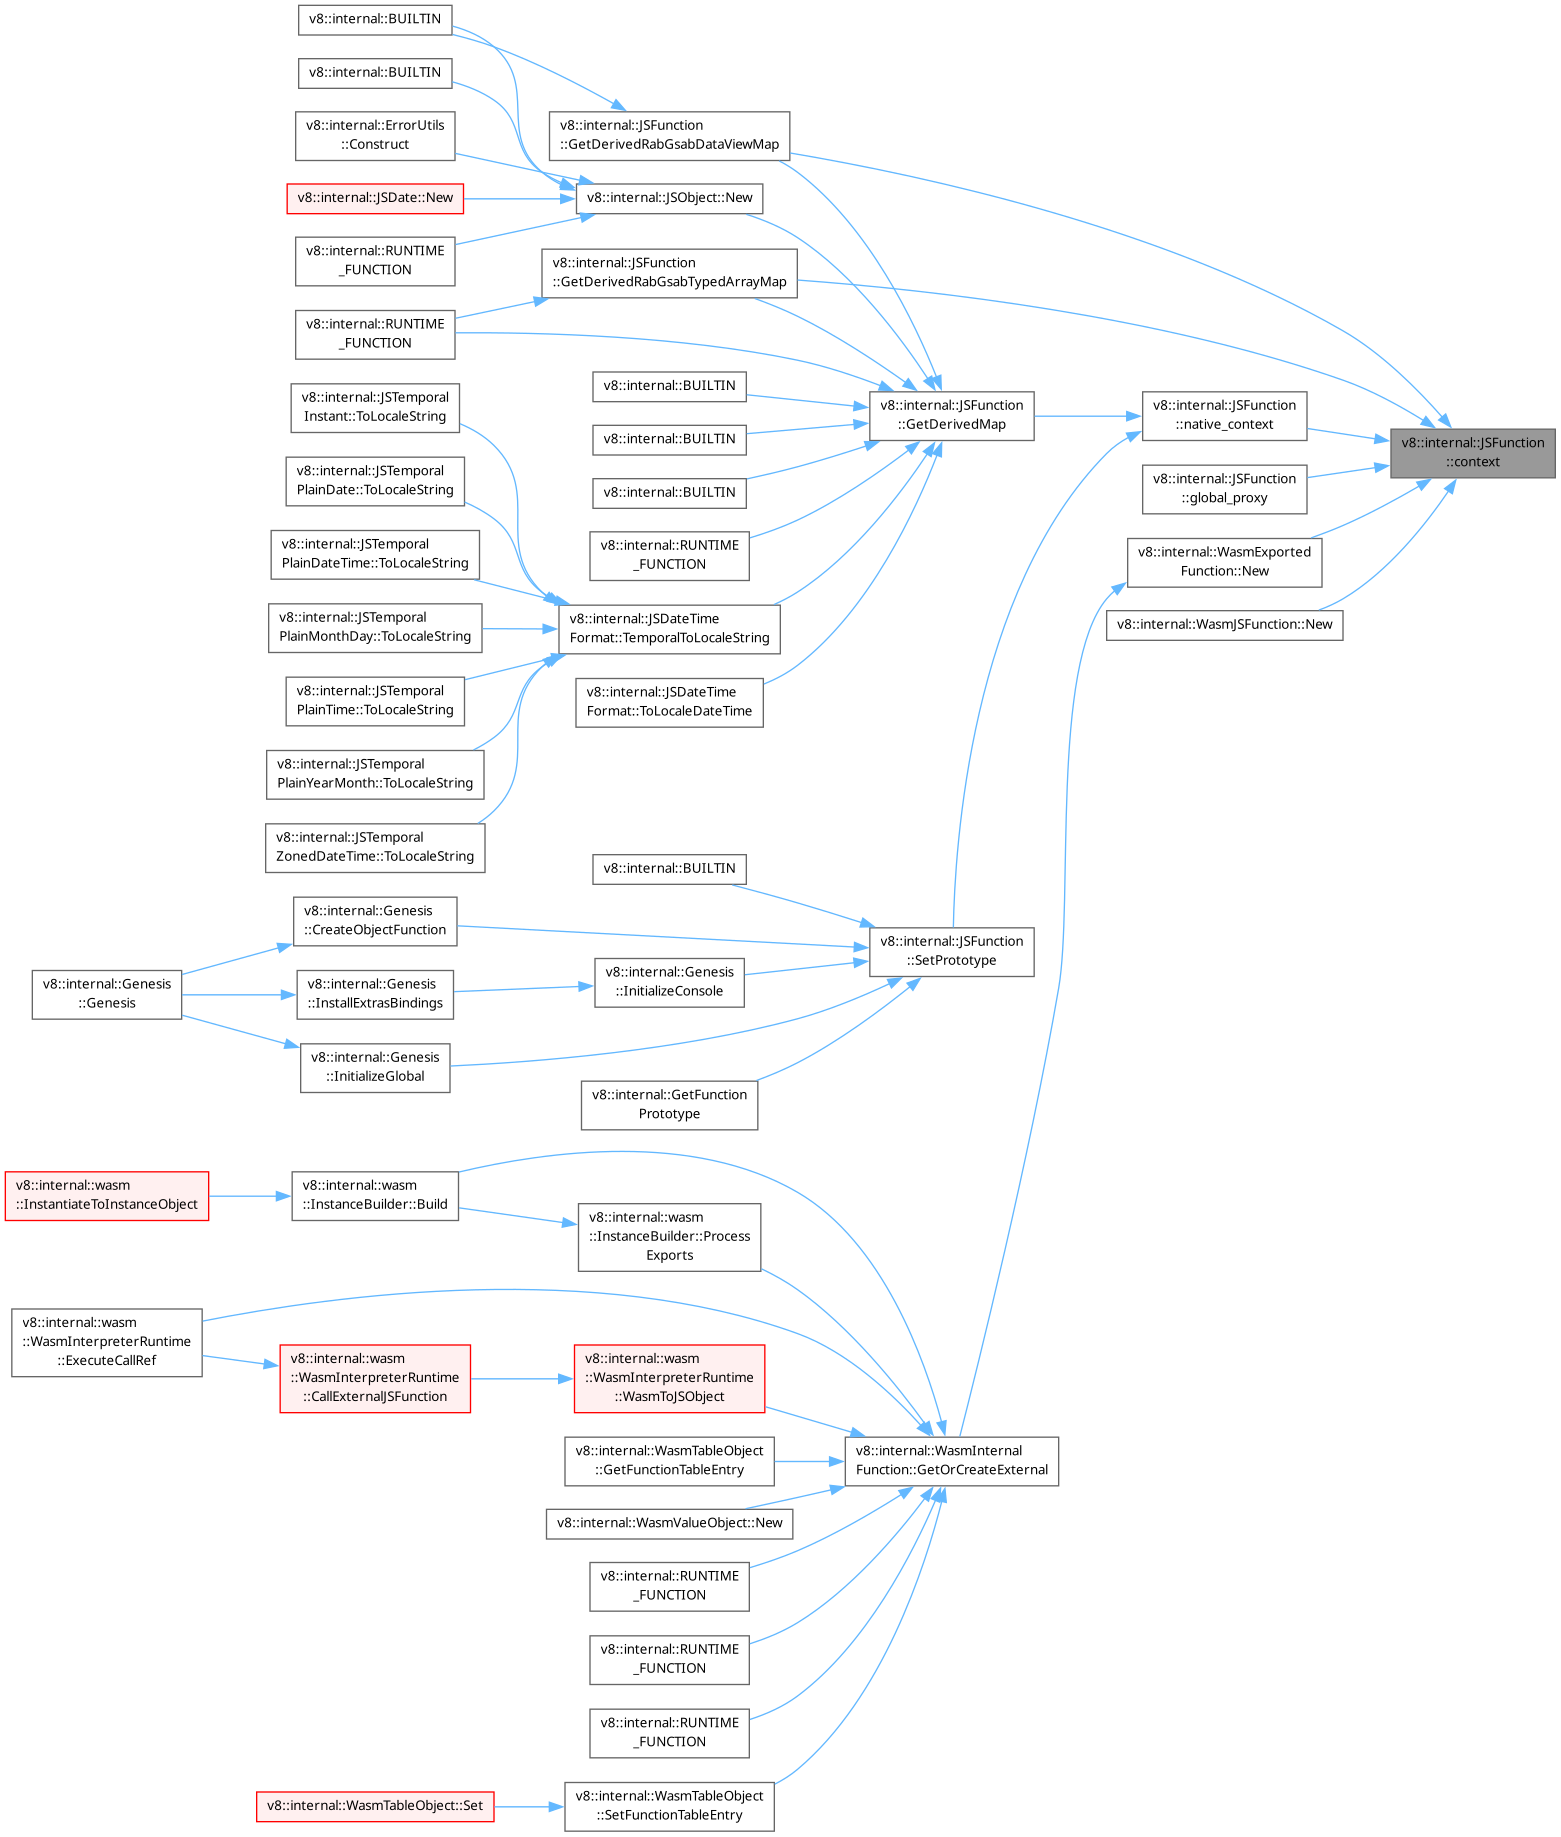 v8::internal::BUILTIN
v8::internal::BUILTIN
v8::internal::ErrorUtils
::Construct
v8::internal::JSFunction
::GetDerivedRabGsabDataViewMap
v8::internal::JSDate::New
v8::internal::JSObject::New
v8::internal::RUNTIME
_FUNCTION
v8::internal::JSFunction
::GetDerivedRabGsabTypedArrayMap
v8::internal::RUNTIME
_FUNCTION
v8::internal::JSTemporal
Instant::ToLocaleString
v8::internal::BUILTIN
v8::internal::BUILTIN
v8::internal::JSFunction
::GetDerivedMap
v8::internal::JSFunction
::native_context
v8::internal::JSFunction
::context
v8::internal::JSTemporal
PlainDate::ToLocaleString
v8::internal::BUILTIN
v8::internal::JSFunction
::global_proxy
v8::internal::JSTemporal
PlainDateTime::ToLocaleString
v8::internal::RUNTIME
_FUNCTION
v8::internal::WasmExported
Function::New
v8::internal::JSTemporal
PlainMonthDay::ToLocaleString
v8::internal::JSDateTime
Format::TemporalToLocaleString
v8::internal::WasmJSFunction::New
v8::internal::JSTemporal
PlainTime::ToLocaleString
v8::internal::JSDateTime
Format::ToLocaleDateTime
v8::internal::JSTemporal
PlainYearMonth::ToLocaleString
v8::internal::JSTemporal
ZonedDateTime::ToLocaleString
v8::internal::BUILTIN
v8::internal::Genesis
::CreateObjectFunction
v8::internal::JSFunction
::SetPrototype
v8::internal::Genesis
::Genesis
v8::internal::Genesis
::InstallExtrasBindings
v8::internal::Genesis
::InitializeConsole
v8::internal::Genesis
::InitializeGlobal
v8::internal::GetFunction
Prototype
v8::internal::wasm
::InstantiateToInstanceObject
v8::internal::wasm
::InstanceBuilder::Build
v8::internal::wasm
::InstanceBuilder::Process
Exports
v8::internal::wasm
::WasmInterpreterRuntime
::ExecuteCallRef
v8::internal::wasm
::WasmInterpreterRuntime
::CallExternalJSFunction
v8::internal::wasm
::WasmInterpreterRuntime
::WasmToJSObject
v8::internal::WasmTableObject
::GetFunctionTableEntry
v8::internal::WasmInternal
Function::GetOrCreateExternal
v8::internal::WasmValueObject::New
v8::internal::RUNTIME
_FUNCTION
v8::internal::RUNTIME
_FUNCTION
v8::internal::RUNTIME
_FUNCTION
v8::internal::WasmTableObject::Set
v8::internal::WasmTableObject
::SetFunctionTableEntry